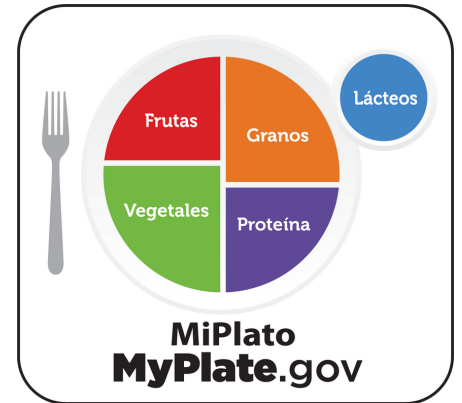 Frutas
Granos
Lácteos
Vegetales
Proteína
MiPlato
MyPlate.gov